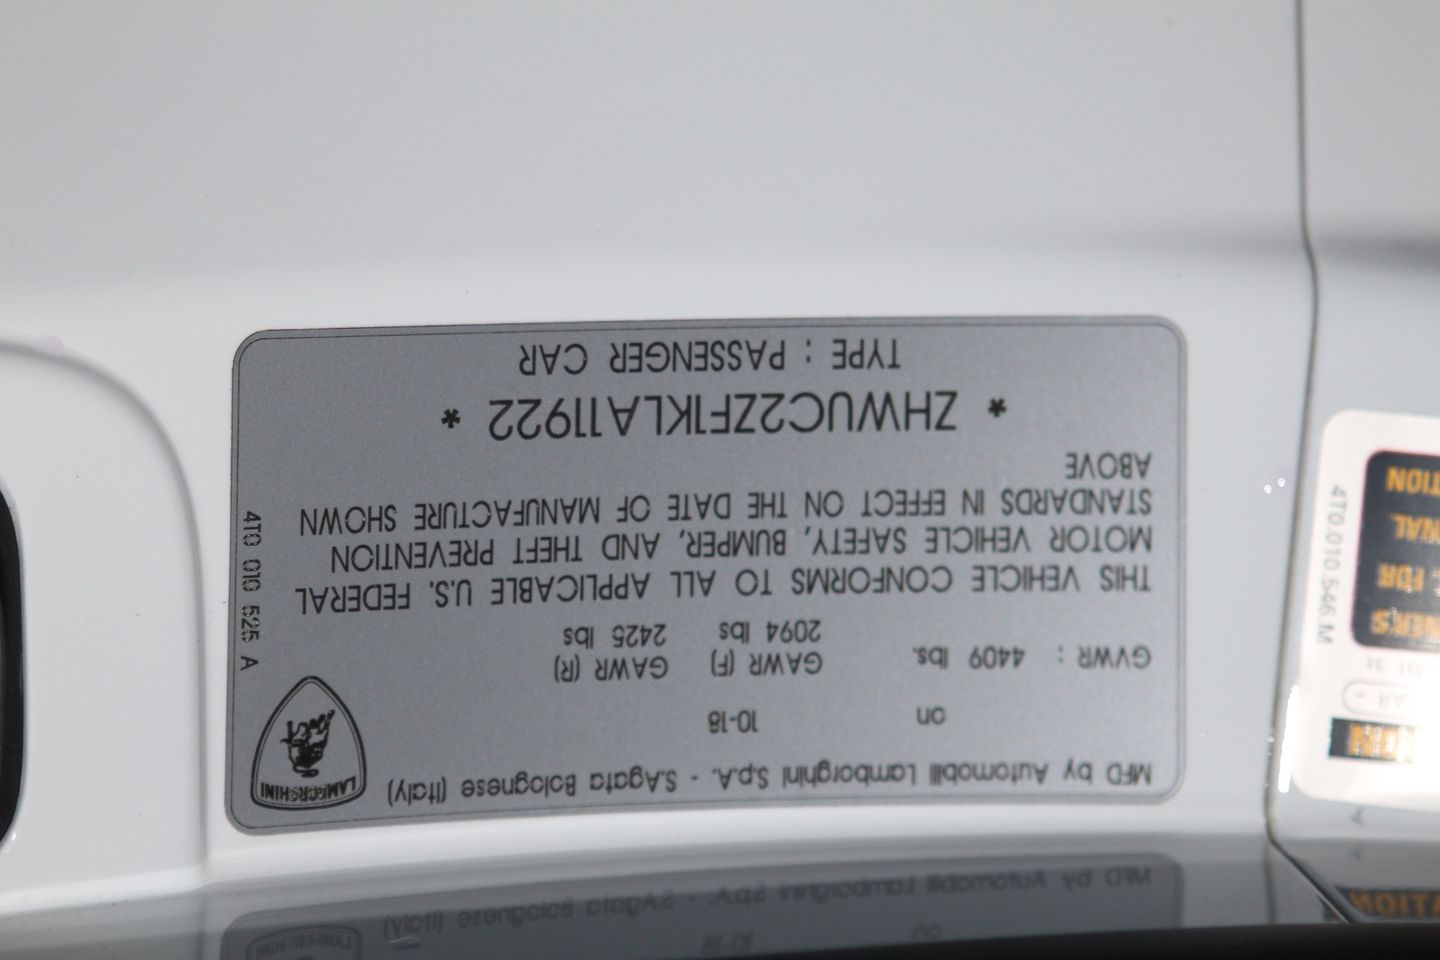 MFD by Automobili Lamborghini S.p.A. - S.Agata Bolognese (Italy)
on 10-18
GVWR : 4409 lbs. GAWR (F) GAWR (R)
2094 lbs 2425 lbs
THIS VEHICLE CONFORMS TO ALL APPLICABLE U.S. FEDERAL
MOTOR VEHICLE SAFETY, BUMPER, AND THEFT PREVENTION
STANDARDS IN EFFECT ON THE DATE OF MANUFACTURE SHOWN
ABOVE
* ZHWUC2ZF1KLA11922 *
TYPE : PASSENGER CAR
LAMBORGHINI
4T0 010 525 A
4T0.010.546.M
FOR